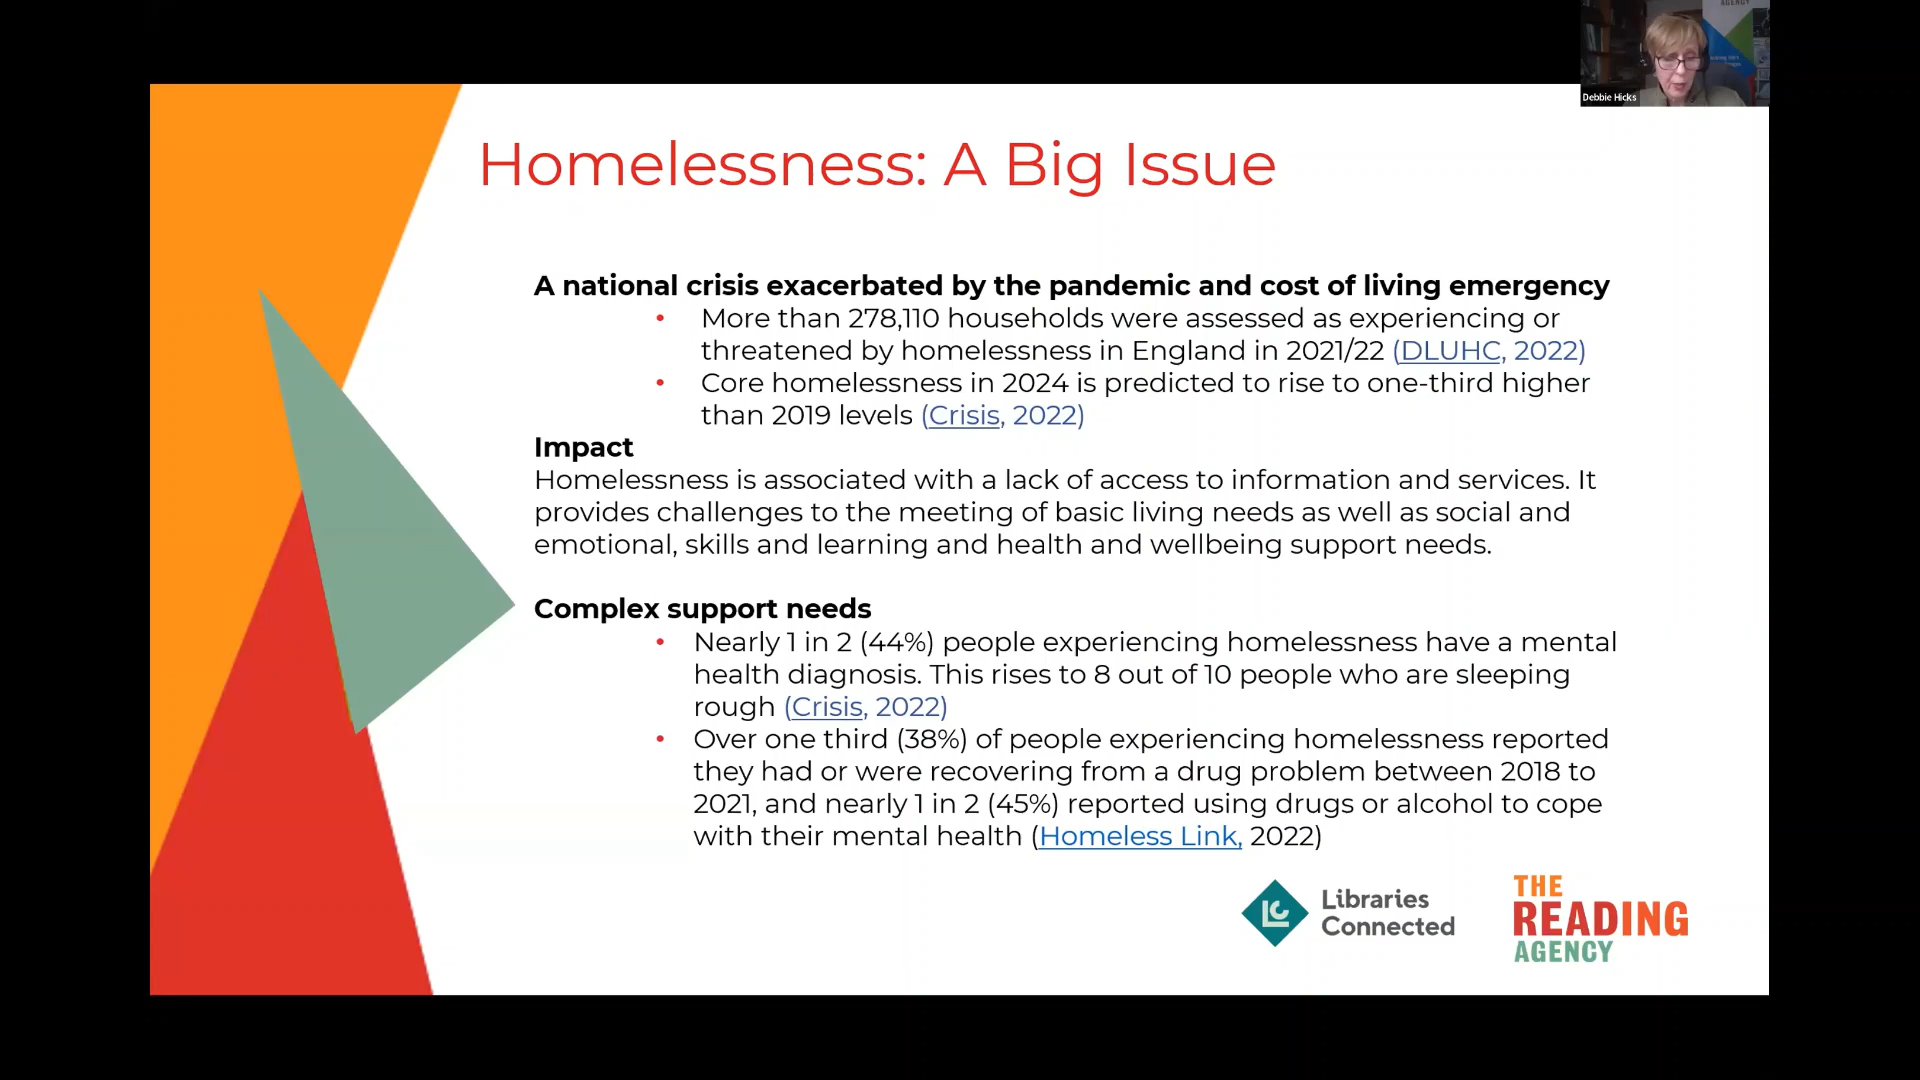 AGENCY
Debbie Hicks
Homelessness: A Big Issue
A national crisis exacerbated by the pandemic and cost of living emergency
• More than 278,110 households were assessed as experiencing or
threatened by homelessness in England in 2021/22 (DLUHC, 2022)
• Core homelessness in 2024 is predicted to rise to one-third higher
than 2019 levels (Crisis, 2022)
Impact
Homelessness is associated with a lack of access to information and services. It
provides challenges to the meeting of basic living needs as well as social and
emotional, skills and learning and health and wellbeing support needs.
Complex support needs
• Nearly 1 in 2 (44%) people experiencing homelessness have a mental
health diagnosis. This rises to 8 out of 10 people who are sleeping
rough (Crisis, 2022)
• Over one third (38%) of people experiencing homelessness reported
they had or were recovering from a drug problem between 2018 to
2021, and nearly 1 in 2 (45%) reported using drugs or alcohol to cope
with their mental health (Homeless Link, 2022)
LC
Libraries
Connected
THE
READING
AGENCY